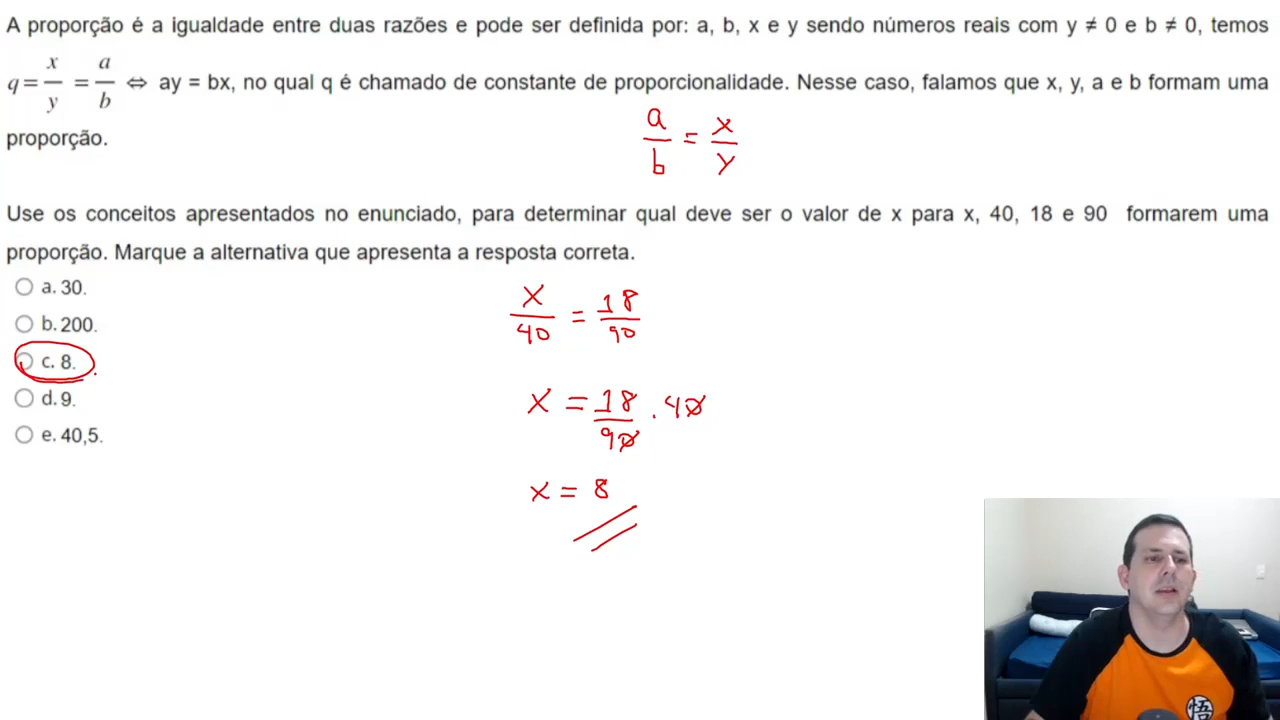 A proporção é a igualdade entre duas razões e pode ser definida por: a, b, x e y sendo números reais com y ≠ 0 e b ≠ 0, temos
q = x/y = a/b ⇔ ay = bx, no qual q é chamado de constante de proporcionalidade. Nesse caso, falamos que x, y, a e b formam uma
proporção.
a/b = x/y
Use os conceitos apresentados no enunciado, para determinar qual deve ser o valor de x para x, 40, 18 e 90 formarem uma
proporção. Marque a alternativa que apresenta a resposta correta.
a. 30.
b. 200.
c. 8.
d. 9.
e. 40,5.
x/40 = 18/90
x = 18/90 . 40
x = 8
悟